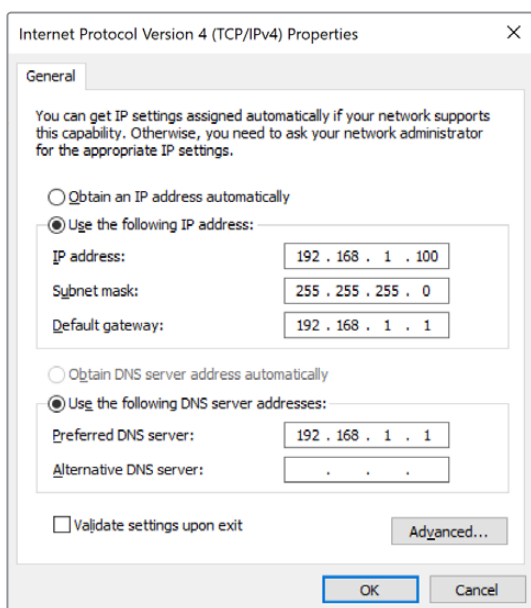 Internet Protocol Version 4 (TCP/IPv4) Properties
General
You can get IP settings assigned automatically if your network supports
this capability. Otherwise, you need to ask your network administrator
for the appropriate IP settings.
Obtain an IP address automatically
Use the following IP address:
IP address: 192 . 168 . 1 . 100
Subnet mask: 255 . 255 . 255 . 0
Default gateway: 192 . 168 . 1 . 1
Obtain DNS server address automatically
Use the following DNS server addresses:
Preferred DNS server: 192 . 168 . 1 . 1
Alternative DNS server: . . .
Validate settings upon exit
Advanced...
OK Cancel